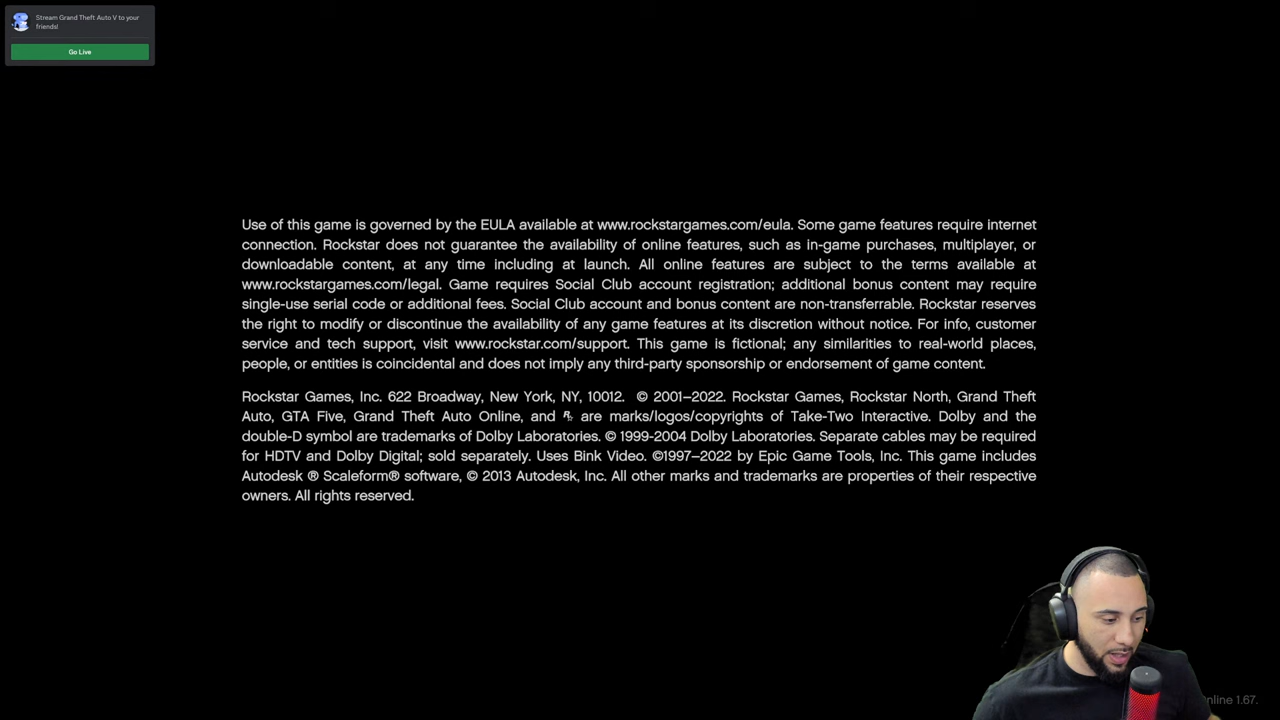 Stream Grand Theft Auto V to your
friends!
Go Live
Use of this game is governed by the EULA available at www.rockstargames.com/eula. Some game features require internet
connection. Rockstar does not guarantee the availability of online features, such as in-game purchases, multiplayer, or
downloadable content, at any time including at launch. All online features are subject to the terms available at
www.rockstargames.com/legal. Game requires Social Club account registration; additional bonus content may require
single-use serial code or additional fees. Social Club account and bonus content are non-transferrable. Rockstar reserves
the right to modify or discontinue the availability of any game features at its discretion without notice. For info, customer
service and tech support, visit www.rockstar.com/support. This game is fictional; any similarities to real-world places,
people, or entities is coincidental and does not imply any third-party sponsorship or endorsement of game content.
Rockstar Games, Inc. 622 Broadway, New York, NY, 10012. © 2001–2022. Rockstar Games, Rockstar North, Grand Theft
Auto, GTA Five, Grand Theft Auto Online, and R* are marks/logos/copyrights of Take-Two Interactive. Dolby and the
double-D symbol are trademarks of Dolby Laboratories. © 1999-2004 Dolby Laboratories. Separate cables may be required
for HDTV and Dolby Digital; sold separately. Uses Bink Video. ©1997–2022 by Epic Game Tools, Inc. This game includes
Autodesk ® Scaleform® software, © 2013 Autodesk, Inc. All other marks and trademarks are properties of their respective
owners. All rights reserved.
1.67.